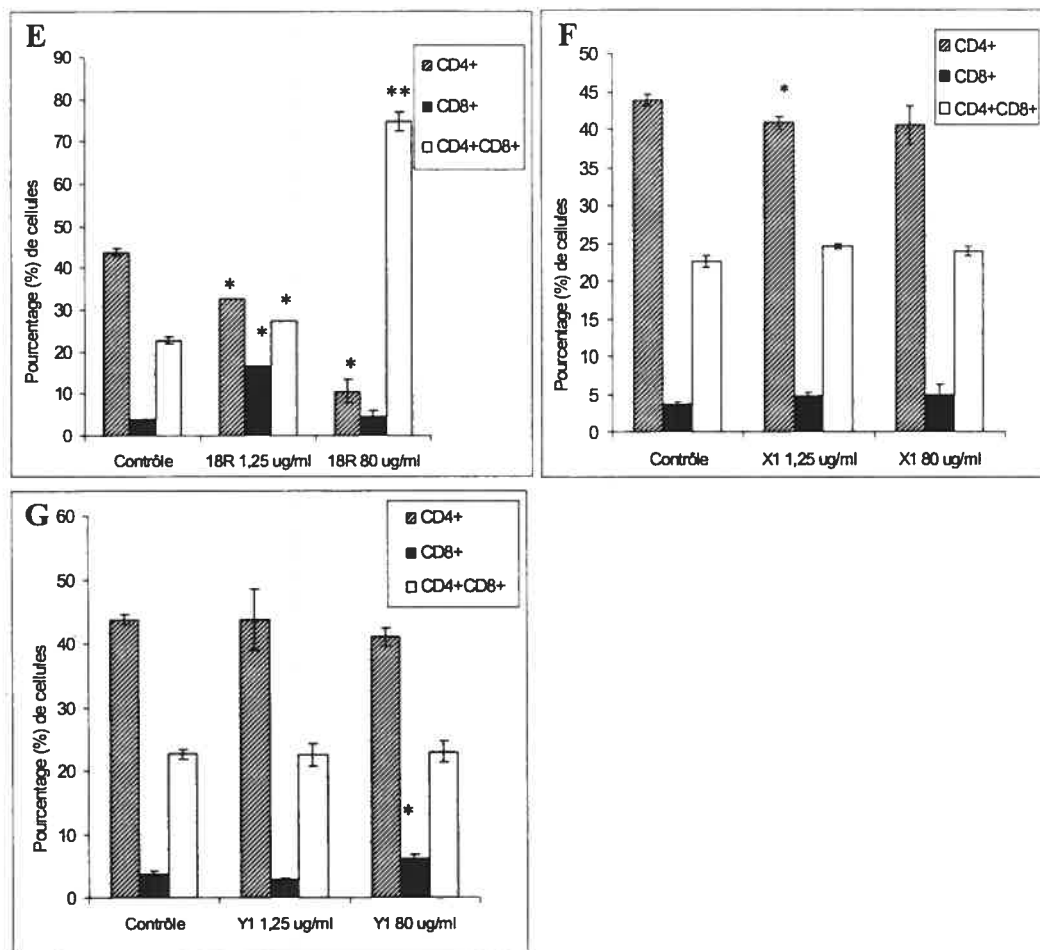 E
90
80
70
60
50
40
30
20
10
0
Pourcentage (%) de cellules
CD4+
CD8+
CD4+CD8+
*
*
*
*
**
Contrôle
18R 1,25 ug/ml
18R 80 ug/ml
F
50
45
40
35
30
25
20
15
10
5
0
Pourcentage (%) de cellules
CD4+
CD8+
CD4+CD8+
*
Contrôle
X1 1,25 ug/ml
X1 80 ug/ml
G
60
50
40
30
20
10
0
Pourcentage (%) de cellules
CD4+
CD8+
CD4+CD8+
*
Contrôle
Y1 1,25 ug/ml
Y1 80 ug/ml